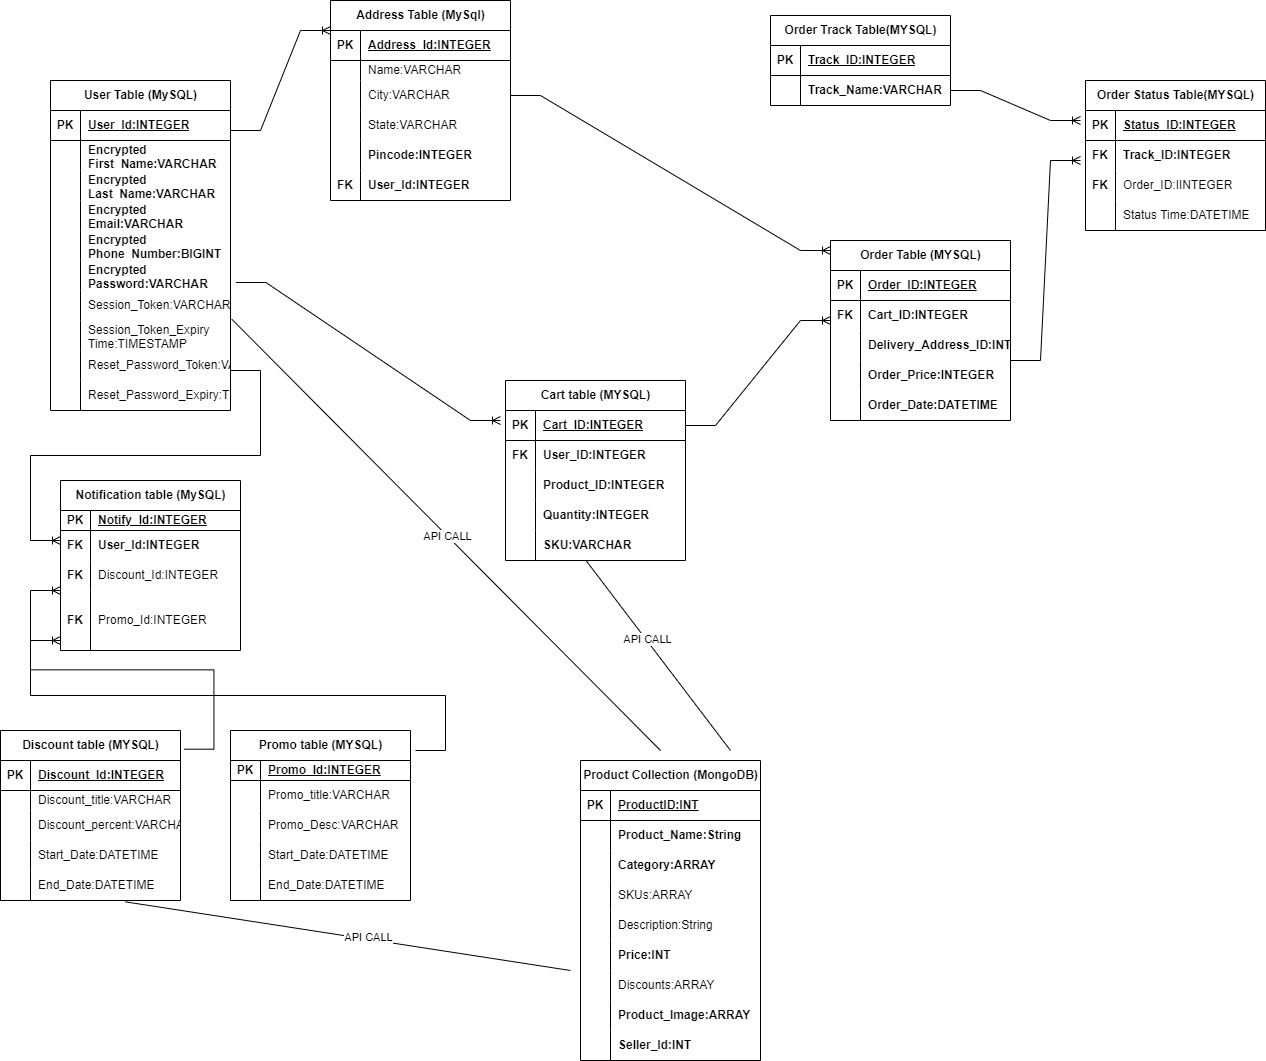 Address Table (MySql)
PK Address_Id:INTEGER
Name:VARCHAR
City:VARCHAR
State:VARCHAR
Pincode:INTEGER
FK User_Id:INTEGER
Order Track Table(MYSQL)
PK Track_ID:INTEGER
Track_Name:VARCHAR
Order Status Table(MYSQL)
PK Status_ID:INTEGER
FK Track_ID:INTEGER
FK Order_ID:IINTEGER
Status Time:DATETIME
User Table (MySQL)
PK User_Id:INTEGER
Encrypted
First_Name:VARCHAR
Encrypted
Last_Name:VARCHAR
Encrypted
Email:VARCHAR
Encrypted
Phone_Number:BIGINT
Encrypted
Password:VARCHAR
Session_Token:VARCHAR
Session_Token_Expiry
Time:TIMESTAMP
Reset_Password_Token:VA
Reset_Password_Expiry:T
Order Table (MYSQL)
PK Order_ID:INTEGER
FK Cart_ID:INTEGER
Delivery_Address_ID:INT
Order_Price:INTEGER
Order_Date:DATETIME
Cart table (MYSQL)
PK Cart_ID:INTEGER
FK User_ID:INTEGER
Product_ID:INTEGER
Quantity:INTEGER
SKU:VARCHAR
Notification table (MySQL)
PK Notify_Id:INTEGER
FK User_Id:INTEGER
FK Discount_Id:INTEGER
FK Promo_Id:INTEGER
API CALL
API CALL
Discount table (MYSQL)
PK Discount_Id:INTEGER
Discount_title:VARCHAR
Discount_percent:VARCHA
Start_Date:DATETIME
End_Date:DATETIME
Promo table (MYSQL)
PK Promo_Id:INTEGER
Promo_title:VARCHAR
Promo_Desc:VARCHAR
Start_Date:DATETIME
End_Date:DATETIME
API CALL
Product Collection (MongoDB)
PK ProductID:INT
Product_Name:String
Category:ARRAY
SKUs:ARRAY
Description:String
Price:INT
Discounts:ARRAY
Product_Image:ARRAY
Seller_Id:INT